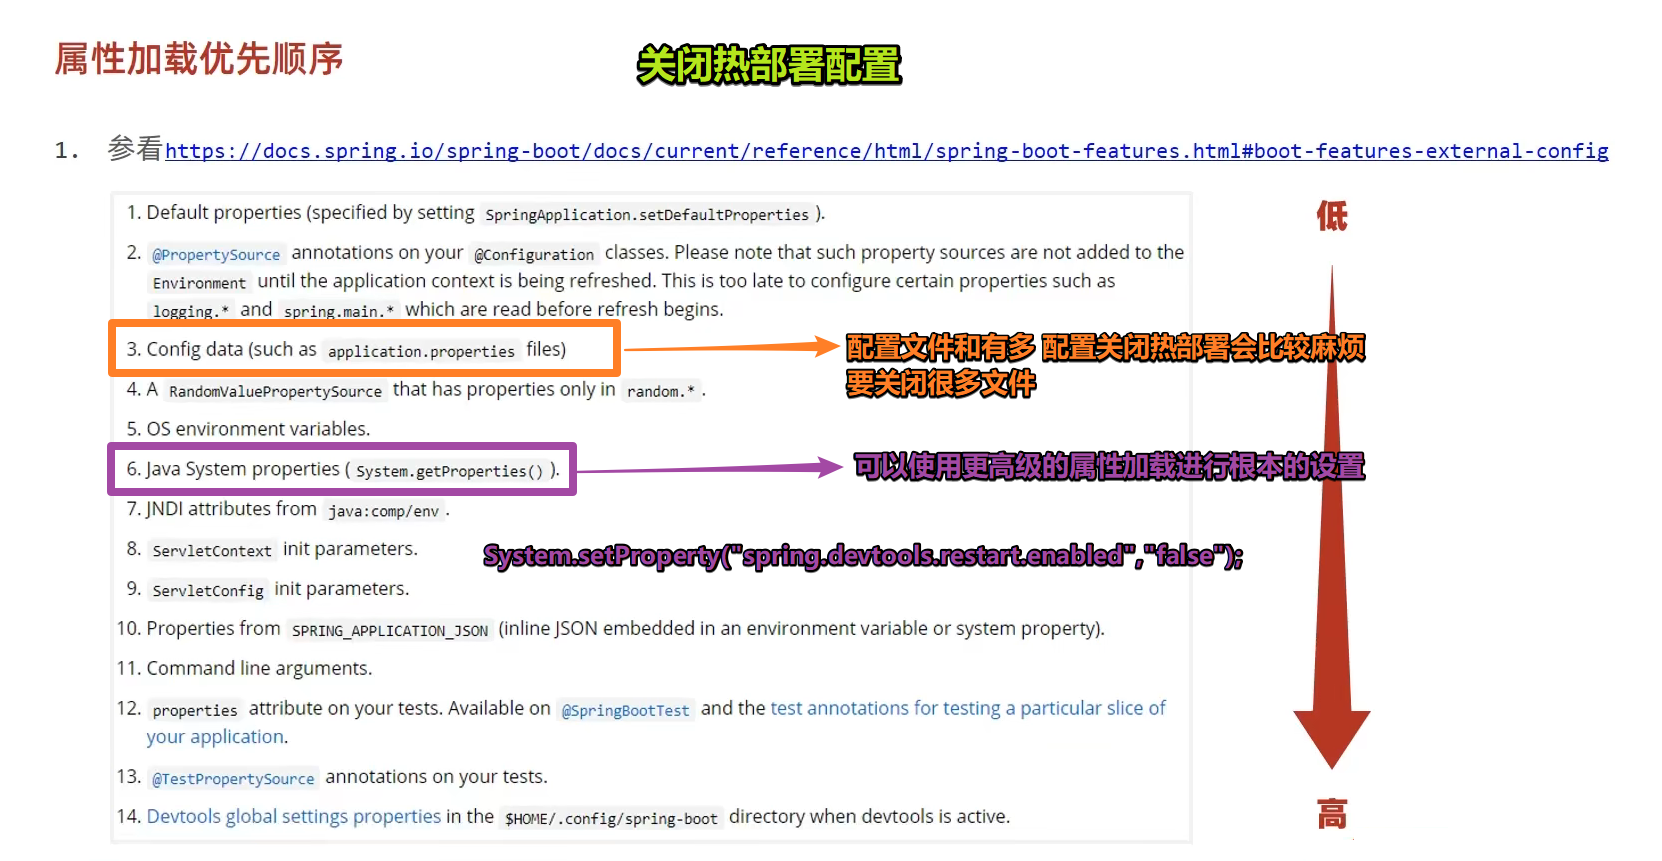 属性加载优先顺序
关闭热部署配置
1. 参看https://docs.spring.io/spring-boot/docs/current/reference/html/spring-boot-features.html#boot-features-external-config
1. Default properties (specified by setting SpringApplication.setDefaultProperties ).
2. @PropertySource annotations on your @Configuration classes. Please note that such property sources are not added to the
Environment until the application context is being refreshed. This is too late to configure certain properties such as
logging.* and spring.main.* which are read before refresh begins.
3. Config data (such as application.properties files)
4. A RandomValuePropertySource that has properties only in random.* .
5. OS environment variables.
6. Java System properties ( System.getProperties() ).
7. JNDI attributes from java:comp/env .
8. ServletContext init parameters.
9. ServletConfig init parameters.
10. Properties from SPRING_APPLICATION_JSON (inline JSON embedded in an environment variable or system property).
11. Command line arguments.
12. properties attribute on your tests. Available on @SpringBootTest and the test annotations for testing a particular slice of
your application.
13. @TestPropertySource annotations on your tests.
14. Devtools global settings properties in the $HOME/.config/spring-boot directory when devtools is active.
配置文件和有多 配置关闭热部署会比较麻烦
要关闭很多文件
可以使用更高级的属性加载进行根本的设置
System.setProperty("spring.devtools.restart.enabled","false");
低
高